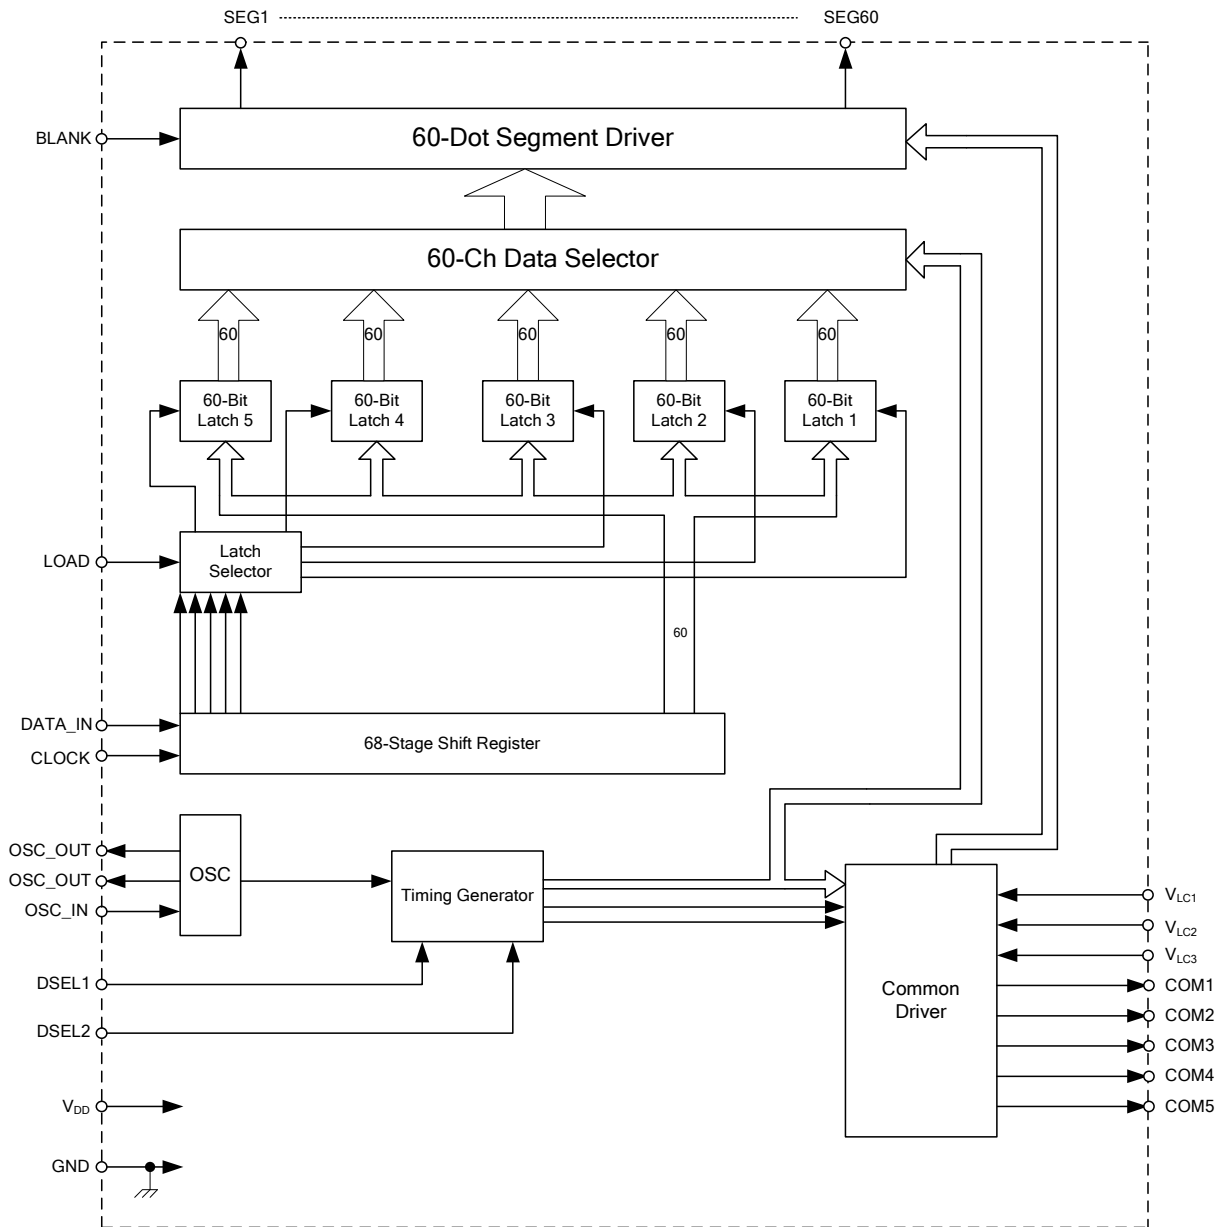 SEG1
SEG60
BLANK
60-Dot Segment Driver
60-Ch Data Selector
60
60
60
60
60
60-Bit
Latch 5
60-Bit
Latch 4
60-Bit
Latch 3
60-Bit
Latch 2
60-Bit
Latch 1
LOAD
Latch
Selector
60
DATA_IN
CLOCK
68-Stage Shift Register
OSC_OUT
OSC_OUT
OSC_IN
OSC
Timing Generator
DSEL1
DSEL2
VDD
GND
Common
Driver
VLC1
VLC2
VLC3
COM1
COM2
COM3
COM4
COM5